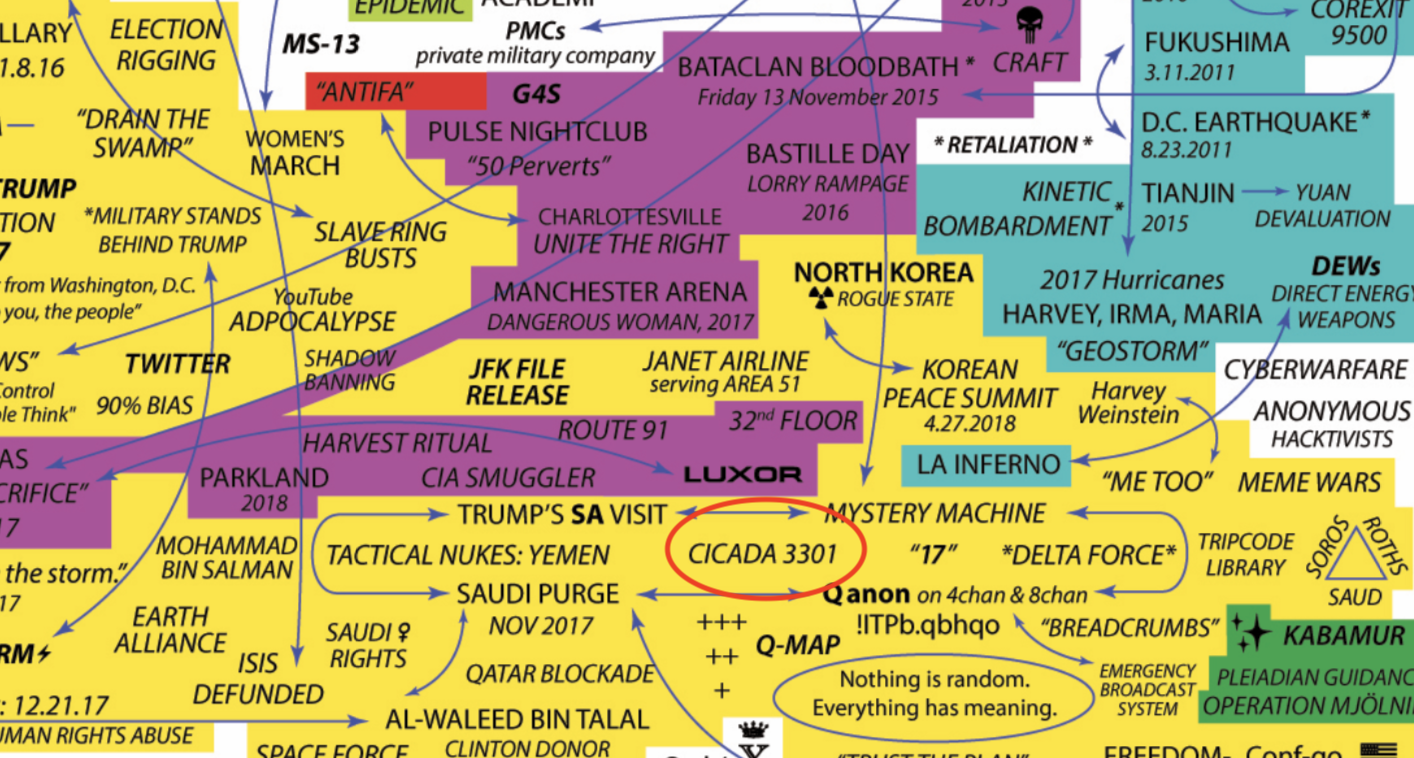 EPIDEMIC
ACADEMI
2015
COREXIT
9500
LLARY
1.8.16
ELECTION
RIGGING
MS-13
PMCs
private military company
BATACLAN BLOODBATH *
Friday 13 November 2015
CRAFT
FUKUSHIMA
3.11.2011
"ANTIFA"
G4S
"DRAIN THE
SWAMP"
WOMEN'S
MARCH
PULSE NIGHTCLUB
"50 Perverts"
BASTILLE DAY
LORRY RAMPAGE
2016
* RETALIATION *
D.C. EARTHQUAKE*
8.23.2011
TRUMP
TION
7
*MILITARY STANDS
BEHIND TRUMP
SLAVE RING
BUSTS
CHARLOTTESVILLE
UNITE THE RIGHT
KINETIC
BOMBARDMENT *
TIANJIN
2015
YUAN
DEVALUATION
from Washington, D.C.
you, the people"
YouTube
ADPOCALYPSE
MANCHESTER ARENA
DANGEROUS WOMAN, 2017
NORTH KOREA
ROGUE STATE
2017 Hurricanes
HARVEY, IRMA, MARIA
"GEOSTORM"
DEWs
DIRECT ENERGY
WEAPONS
WS"
Control
le Think"
TWITTER
90% BIAS
SHADOW
BANNING
JFK FILE
RELEASE
JANET AIRLINE
serving AREA 51
KOREAN
PEACE SUMMIT
4.27.2018
Harvey
Weinstein
CYBERWARFARE
ANONYMOUS
HACKTIVISTS
AS
CRIFICE"
17
HARVEST RITUAL
ROUTE 91
32nd FLOOR
PARKLAND
2018
CIA SMUGGLER
LUXOR
LA INFERNO
"ME TOO"
MEME WARS
TRUMP'S SA VISIT
MYSTERY MACHINE
MOHAMMAD
BIN SALMAN
TACTICAL NUKES: YEMEN
CICADA 3301
"17"
*DELTA FORCE*
TRIPCODE
LIBRARY
SOROS
ROTHS
SAUD
the storm."
17
SAUDI PURGE
NOV 2017
Qanon on 4chan & 8chan
!ITPb.qbhqo
"BREADCRUMBS"
KABAMUR
RM
EARTH
ALLIANCE
ISIS
DEFUNDED
SAUDI ♀
RIGHTS
QATAR BLOCKADE
+++
++
+
Q-MAP
Nothing is random.
Everything has meaning.
EMERGENCY
BROADCAST
SYSTEM
PLEIADIAN GUIDANC
OPERATION MJÖLNI
: 12.21.17
UMAN RIGHTS ABUSE
AL-WALEED BIN TALAL
CLINTON DONOR
SPACE FORCE
"TRUST THE PLAN"
FREEDOM-